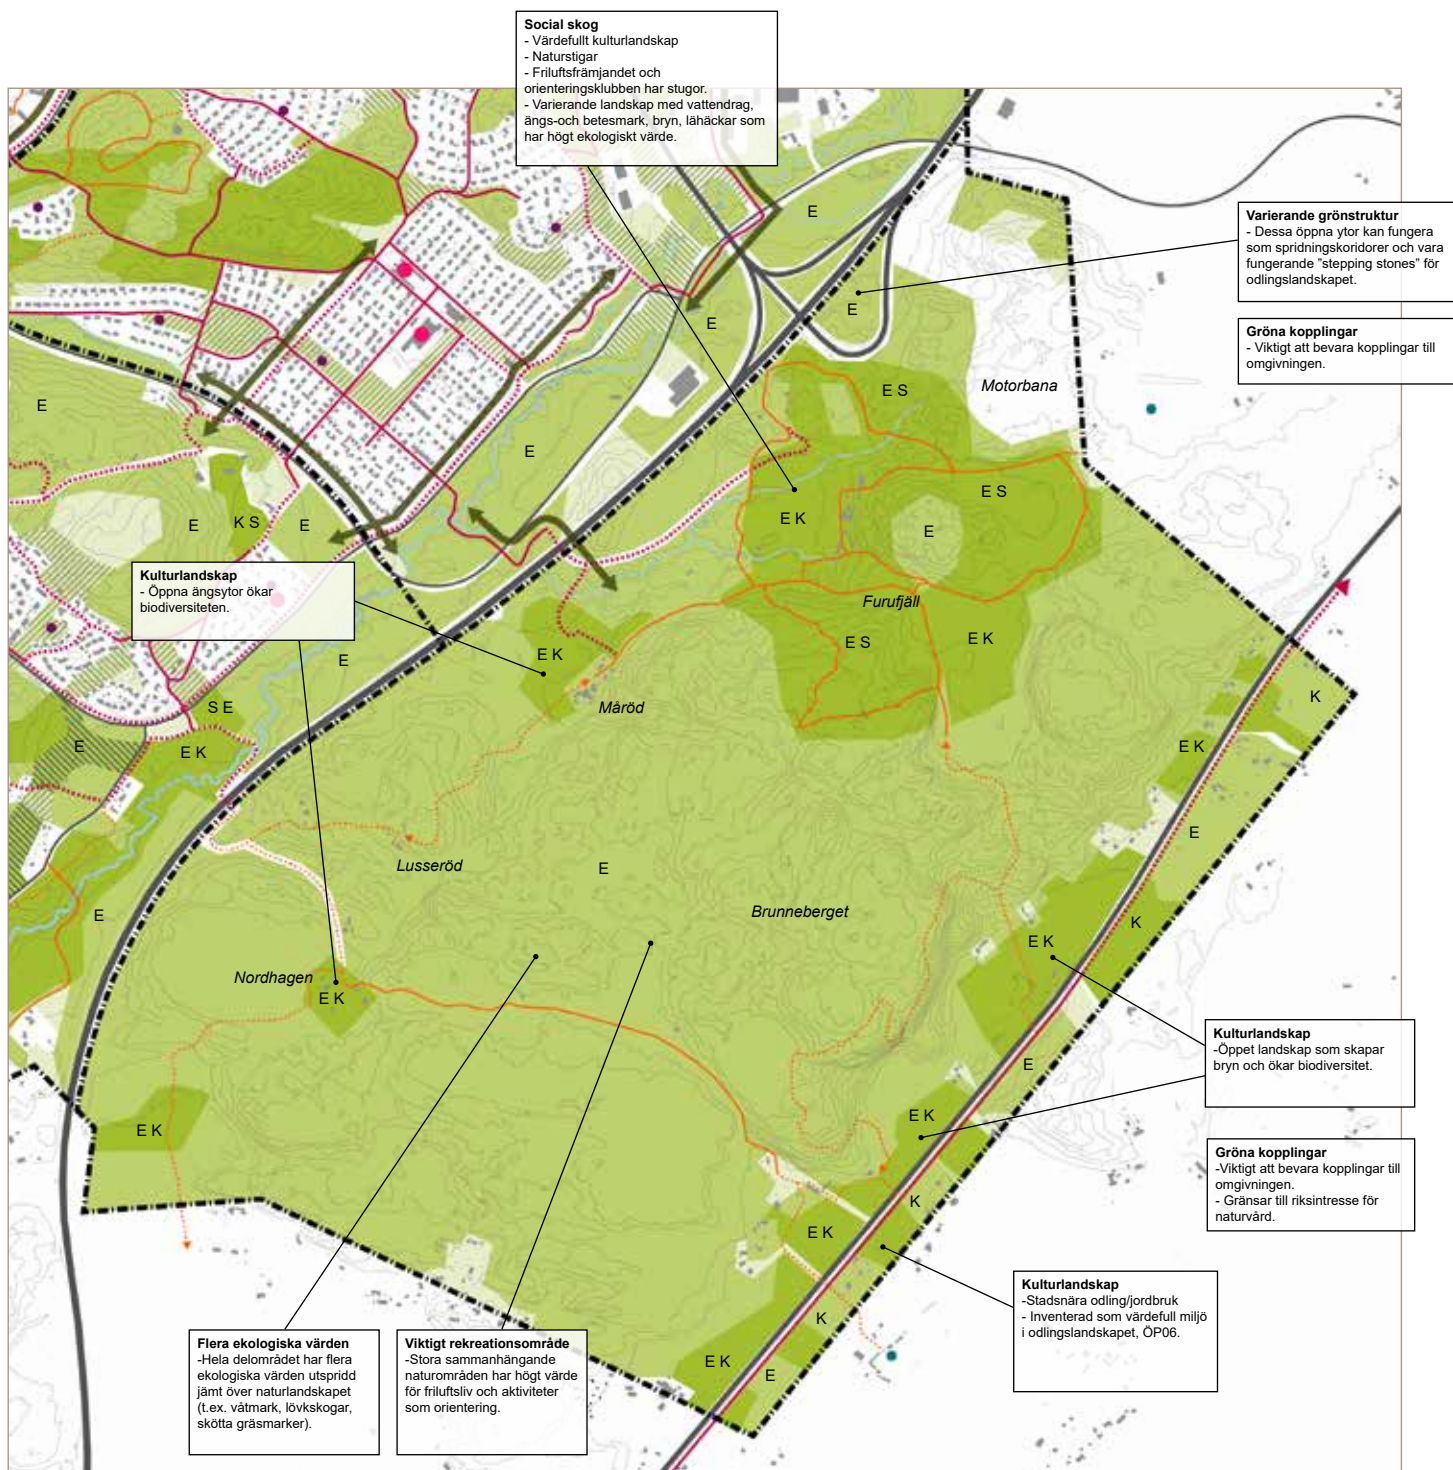 Social skog
- Värdefullt kulturlandskap
- Naturstigar
- Friluftsfrämjandet och
orienteringsklubben har stugor.
- Varierande landskap med vattendrag,
ängs-och betesmark, bryn, lähäckar som
har högt ekologiskt värde.
E
Varierande grönstruktur
- Dessa öppna ytor kan fungera
som spridningskoridorer och vara
fungerande "stepping stones" för
odlingslandskapet.
E
E
Gröna kopplingar
- Viktigt att bevara kopplingar till
omgivningen.
Motorbana
E S
E
E
E S
E K
E
K S
E
E
Kulturlandskap
- Öppna ängsytor ökar
biodiversiteten.
Furufjäll
E S
E K
E K
E
K
Måröd
S E
E
E K
E K
E
Lusseröd
E
Brunneberget
E
K
E K
Nordhagen
E K
Kulturlandskap
-Öppet landskap som skapar
bryn och ökar biodiversitet.
E
E K
E K
Gröna kopplingar
-Viktigt att bevara kopplingar till
omgivningen.
- Gränsar till riksintresse för
naturvård.
K
E K
Kulturlandskap
-Stadsnära odling/jordbruk
- Inventerad som värdefull miljö
i odlingslandskapet, ÖP06.
K
Flera ekologiska värden
-Hela delområdet har flera
ekologiska värden utspridd
jämt över naturlandskapet
(t.ex. våtmark, lövkskogar,
skötta gräsmarker).
Viktigt rekreationsområde
-Stora sammanhängande
naturområden har högt värde
för friluftsliv och aktiviteter
som orientering.
E K
E